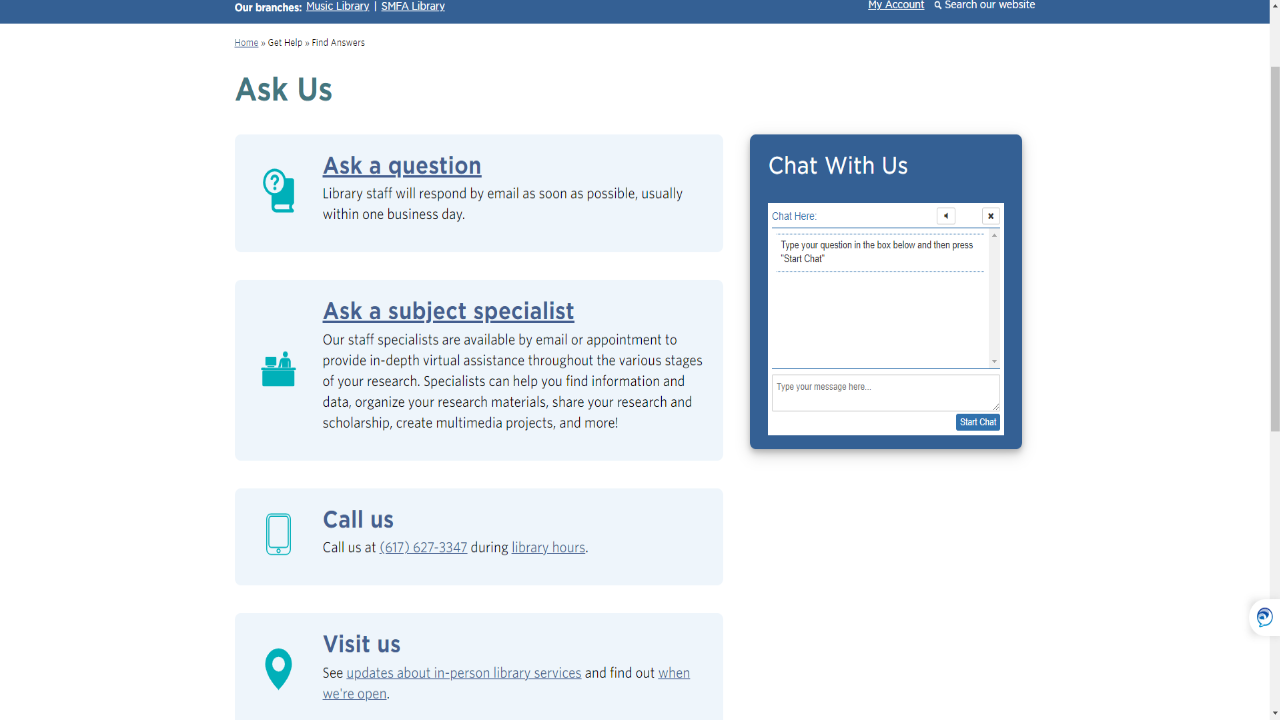 Our branches: Music Library | SMFA Library
My Account Search our website
Home » Get Help » Find Answers
Ask Us
Ask a question
Library staff will respond by email as soon as possible, usually
within one business day.
Ask a subject specialist
Our staff specialists are available by email or appointment to
provide in-depth virtual assistance throughout the various stages
of your research. Specialists can help you find information and
data, organize your research materials, share your research and
scholarship, create multimedia projects, and more!
Call us
Call us at (617) 627-3347 during library hours.
Visit us
See updates about in-person library services and find out when
we're open.
Chat With Us
Chat Here:
Type your question in the box below and then press
"Start Chat"
Type your message here...
Start Chat